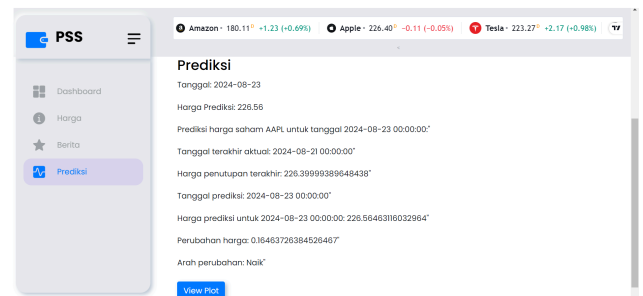 PSS
Amazon · 180.11 D +1.23 (+0.69%) Apple · 226.40 D −0.11 (−0.05%) Tesla · 223.27 D +2.17 (+0.98%)
Dashboard
Harga
Berita
Prediksi
Prediksi
Tanggal: 2024-08-23
Harga Prediksi: 226.56
Prediksi harga saham AAPL untuk tanggal 2024-08-23 00:00:00:"
Tanggal terakhir aktual: 2024-08-21 00:00:00"
Harga penutupan terakhir: 226.39999389648438"
Tanggal prediksi: 2024-08-23 00:00:00"
Harga prediksi untuk 2024-08-23 00:00:00: 226.56463116032964"
Perubahan harga: 0.16463726384526467"
Arah perubahan: Naik"
View Plot